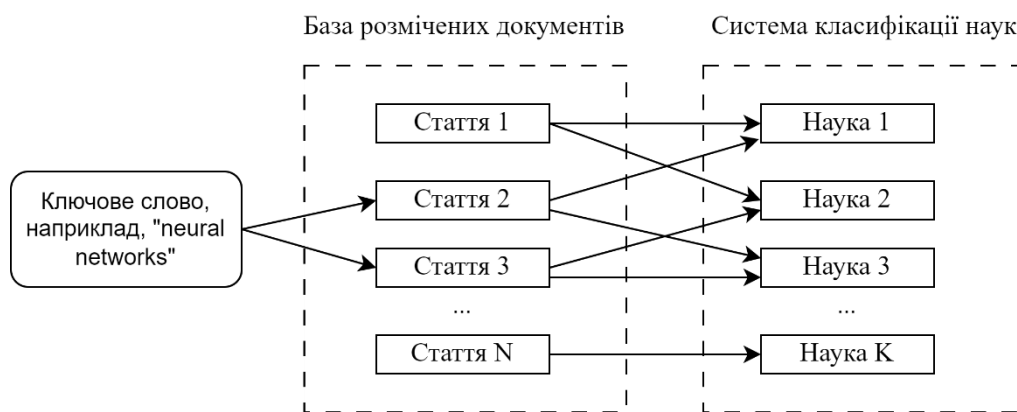 База розмічених документів
Система класифікації наук
Ключове слово,
наприклад, "neural
networks"
Стаття 1
Стаття 2
Стаття 3
...
Стаття N
Наука 1
Наука 2
Наука 3
...
Наука К